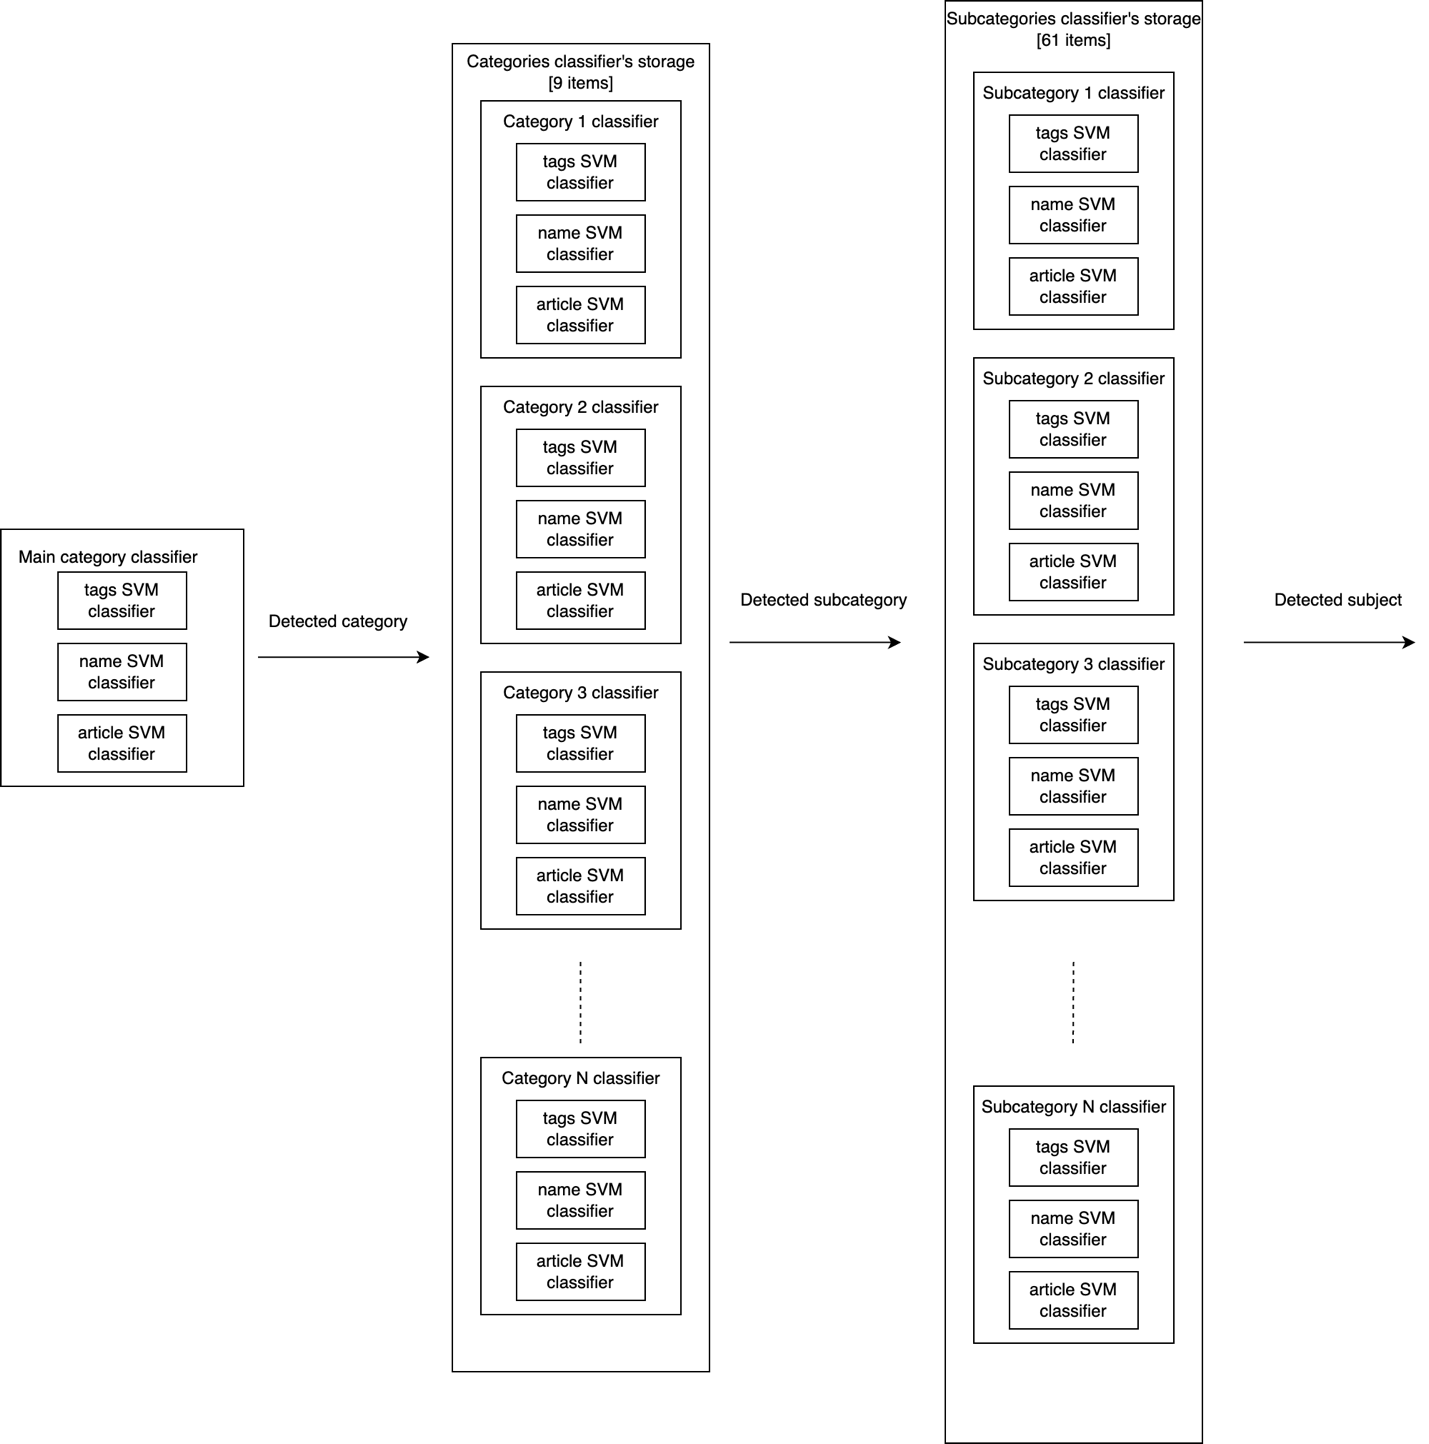 Main category classifier
tags SVM
classifier
name SVM
classifier
article SVM
classifier
Detected category
Categories classifier's storage
[9 items]
Category 1 classifier
tags SVM
classifier
name SVM
classifier
article SVM
classifier
Category 2 classifier
tags SVM
classifier
name SVM
classifier
article SVM
classifier
Category 3 classifier
tags SVM
classifier
name SVM
classifier
article SVM
classifier
Category N classifier
tags SVM
classifier
name SVM
classifier
article SVM
classifier
Detected subcategory
Subcategories classifier's storage
[61 items]
Subcategory 1 classifier
tags SVM
classifier
name SVM
classifier
article SVM
classifier
Subcategory 2 classifier
tags SVM
classifier
name SVM
classifier
article SVM
classifier
Subcategory 3 classifier
tags SVM
classifier
name SVM
classifier
article SVM
classifier
Subcategory N classifier
tags SVM
classifier
name SVM
classifier
article SVM
classifier
Detected subject